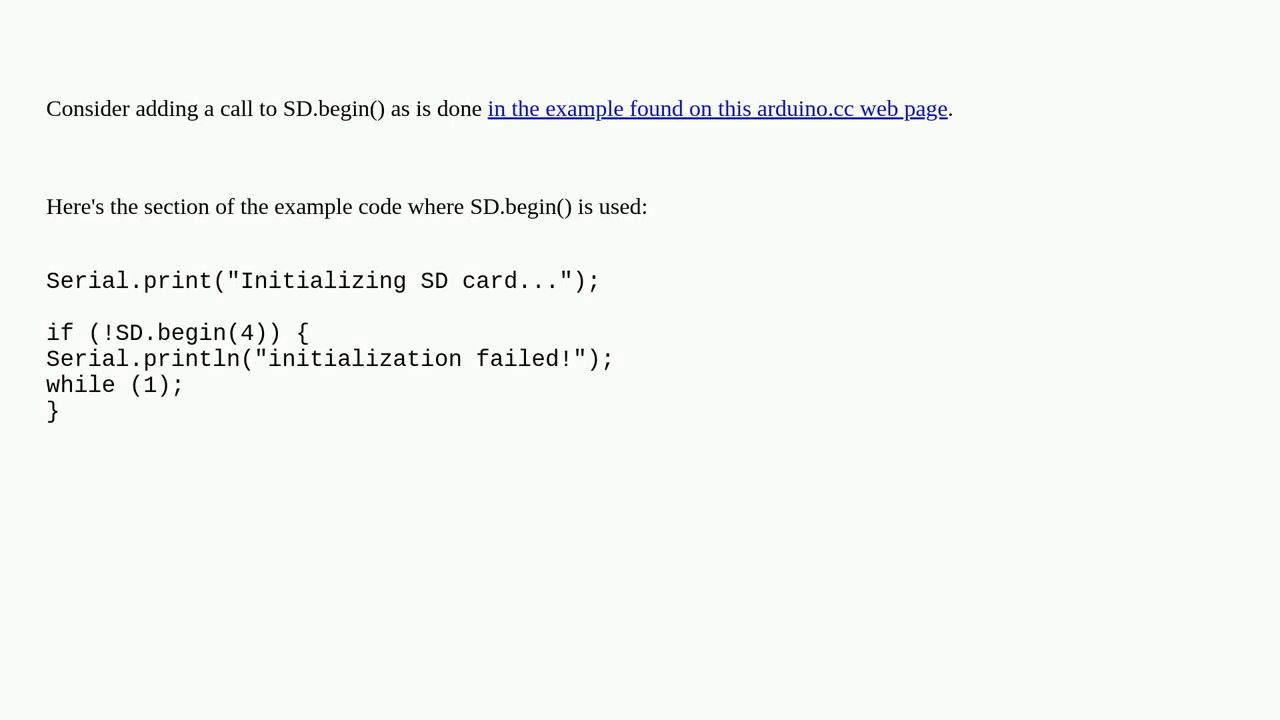 Consider adding a call to SD.begin() as is done in the example found on this arduino.cc web page.
Here's the section of the example code where SD.begin() is used:
Serial.print("Initializing SD card...");
if (!SD.begin(4)) {
Serial.println("initialization failed!");
while (1);
}